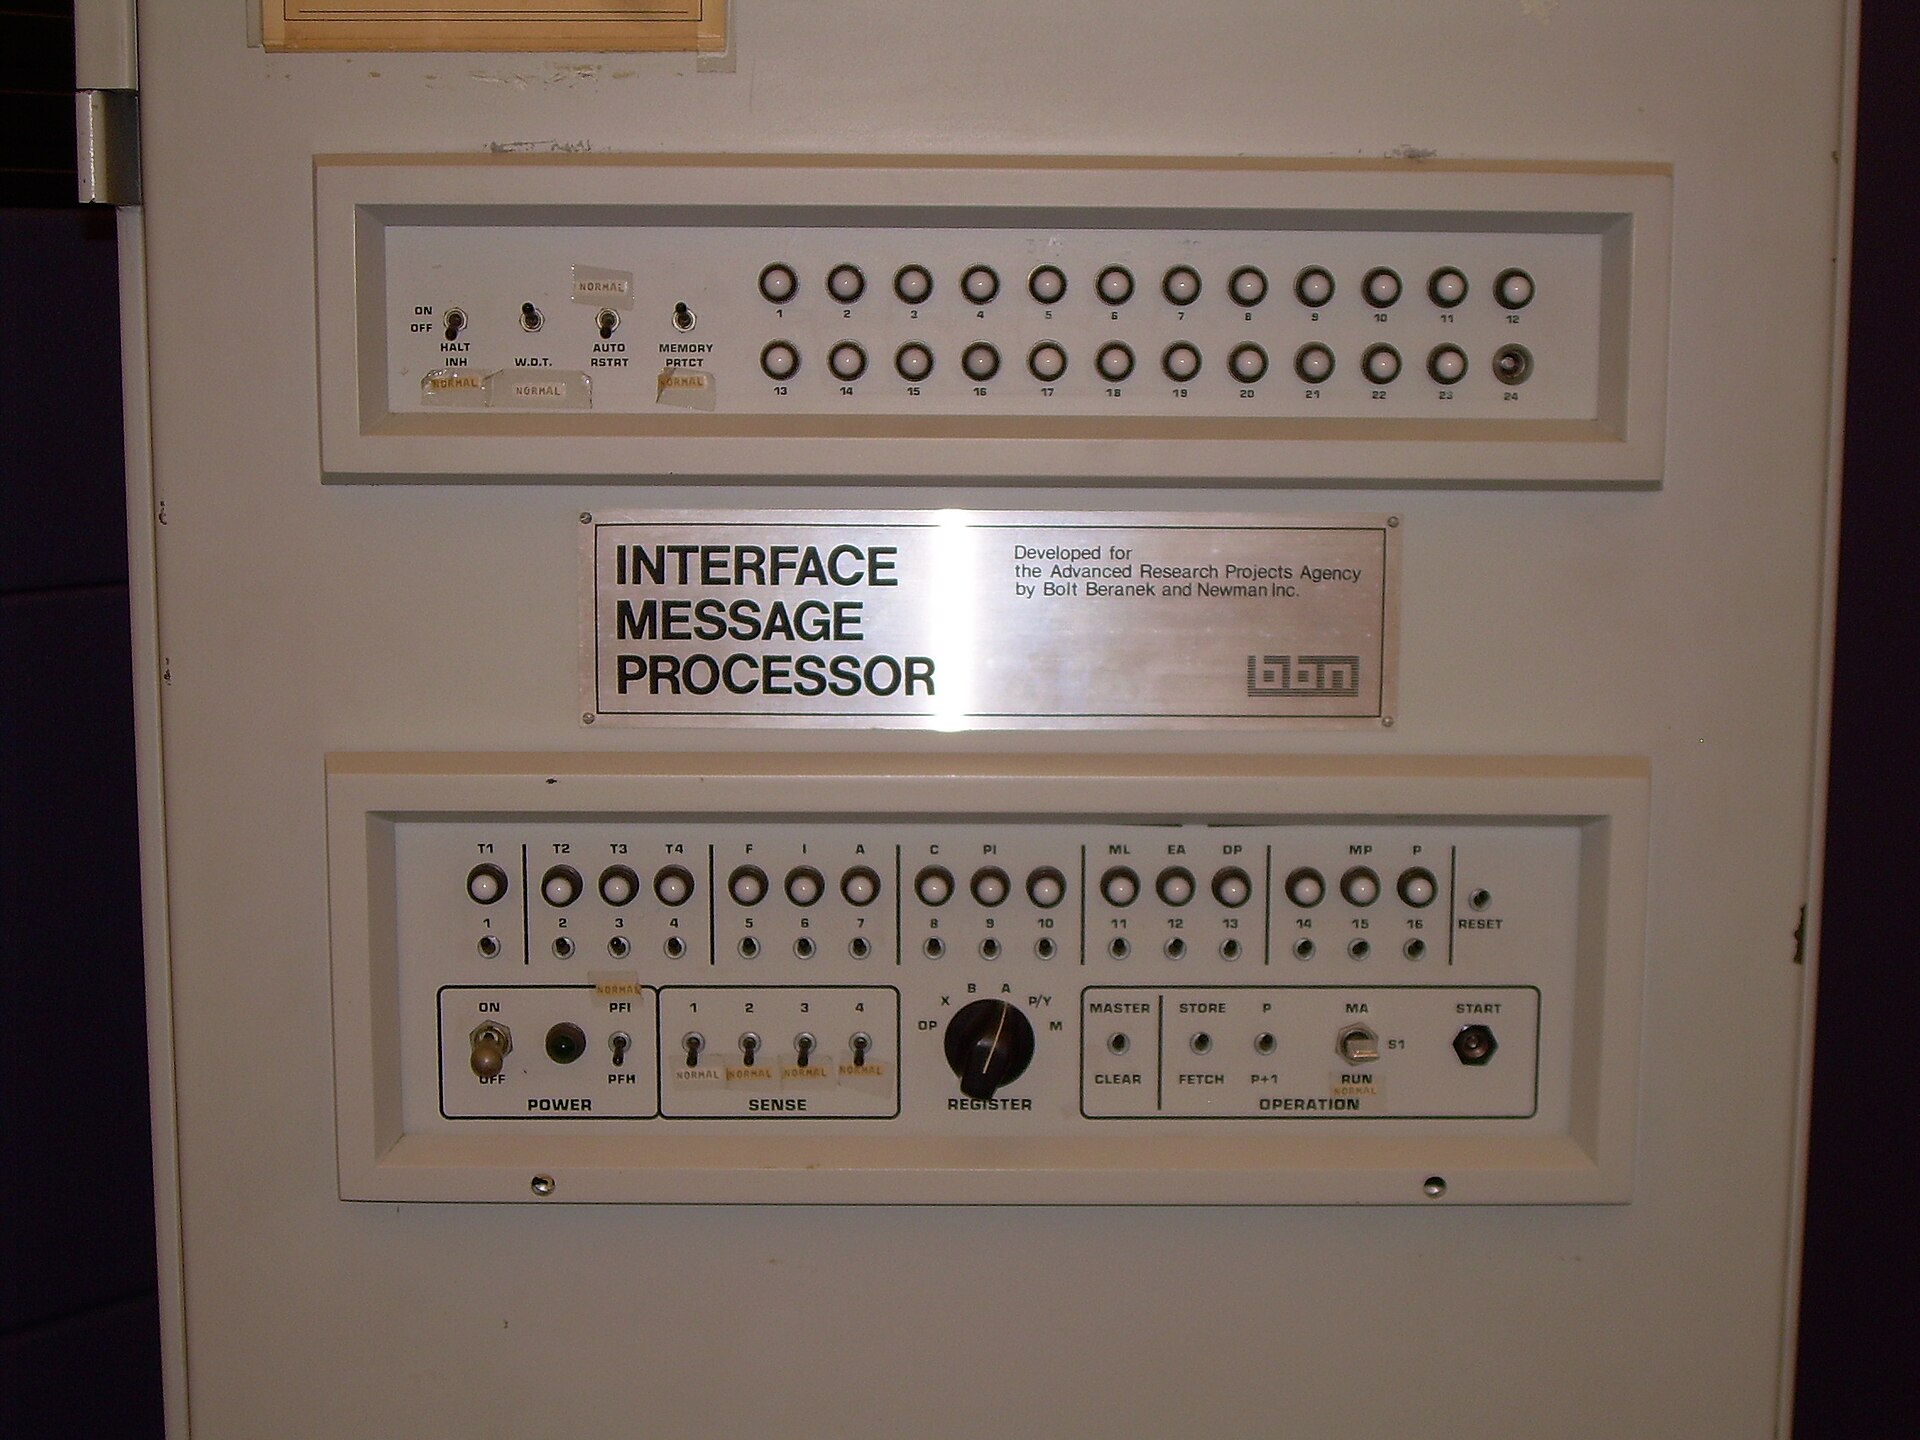 NORMAL
ON
OFF
HALT
INH
W.D.T.
AUTO
RSTRT
MEMORY
PRTCT
NORMAL
NORMAL
NORMAL
1 2 3 4 5 6 7 8 9 10 11 12
13 14 15 16 17 18 19 20 21 22 23 24
INTERFACE
MESSAGE
PROCESSOR
Developed for
the Advanced Research Projects Agency
by Bolt Beranek and Newman Inc.
bbn
T1 T2 T3 T4 F I A C PI ML EA DP MP P
1 2 3 4 5 6 7 8 9 10 11 12 13 14 15 16 RESET
NORMAL
ON PFI
OFF PFH
POWER
1 2 3 4
NORMAL NORMAL NORMAL NORMAL
SENSE
OP X B A P/Y M
REGISTER
MASTER STORE P MA START
S1
CLEAR FETCH P+1 RUN
NORMAL
OPERATION